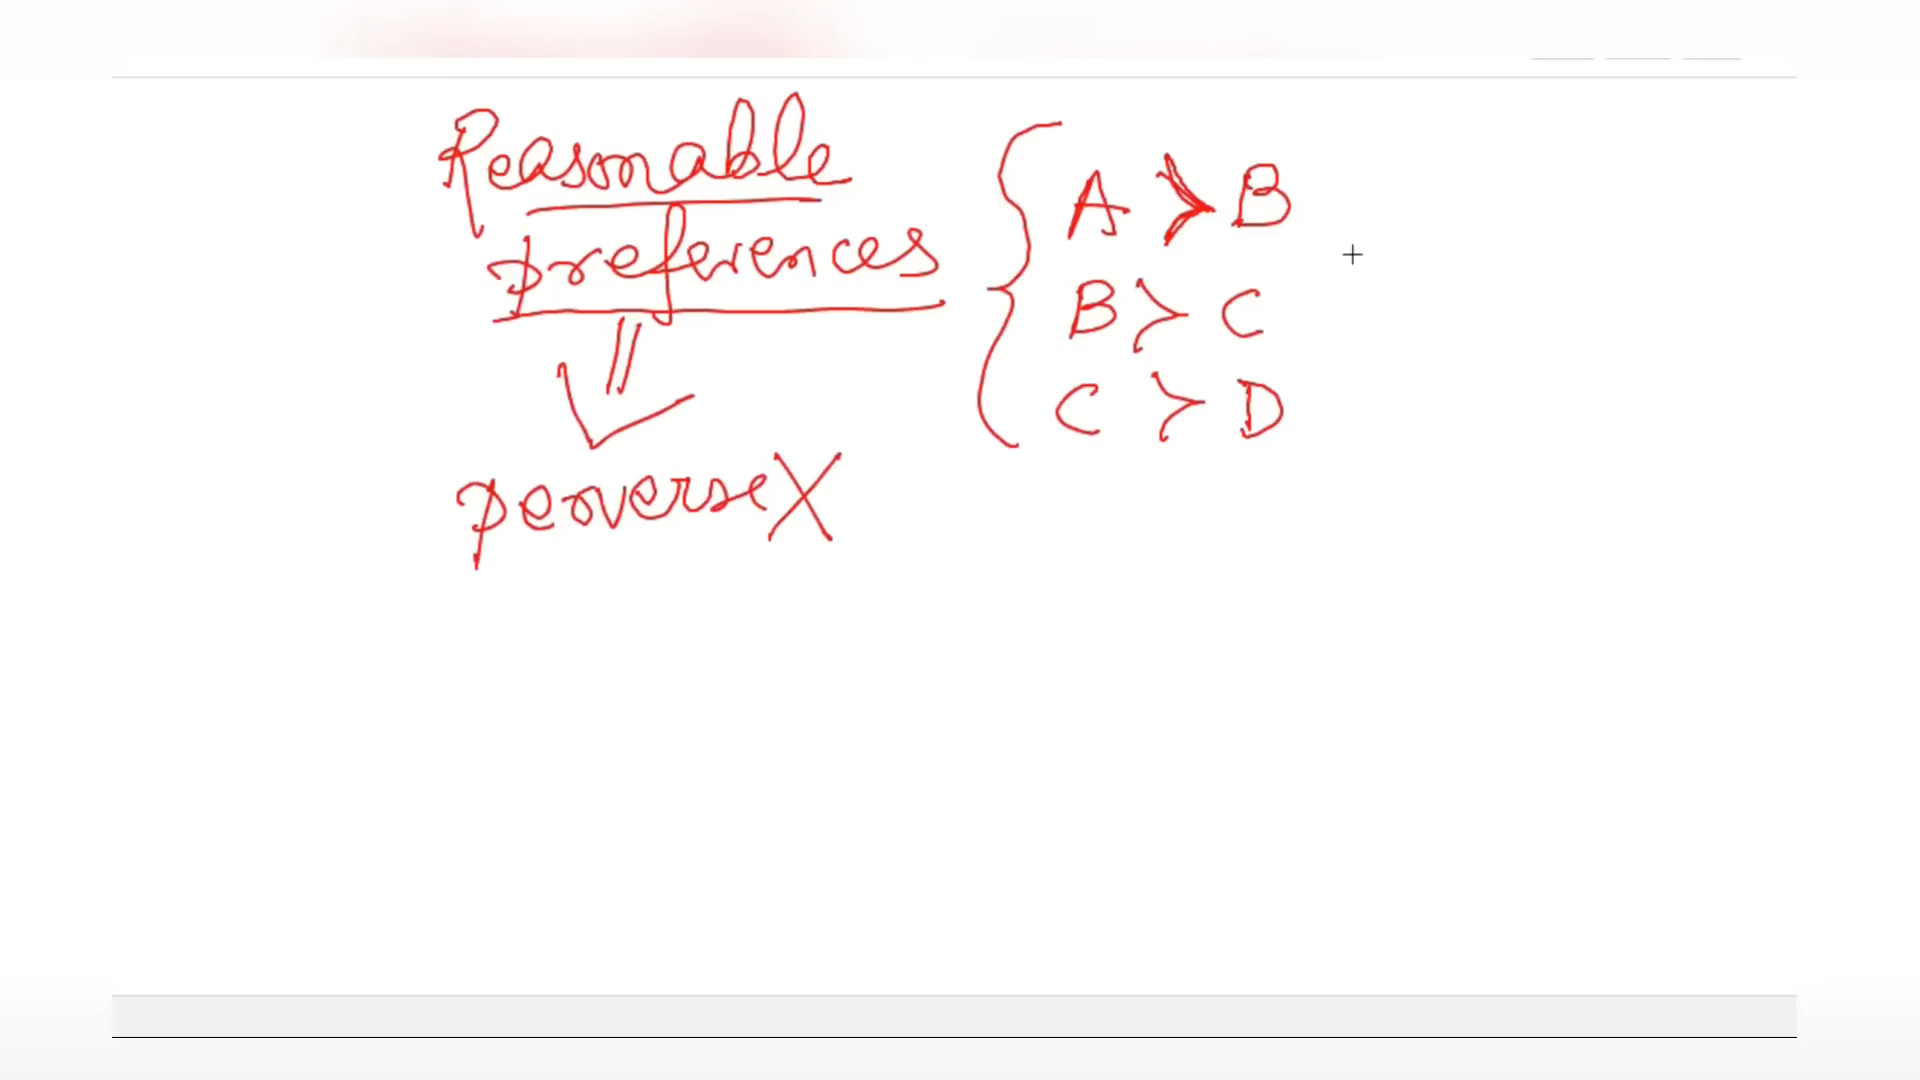 Reasonable
preferences
perverse X
A ≻ B
B ≻ C
C ≻ D